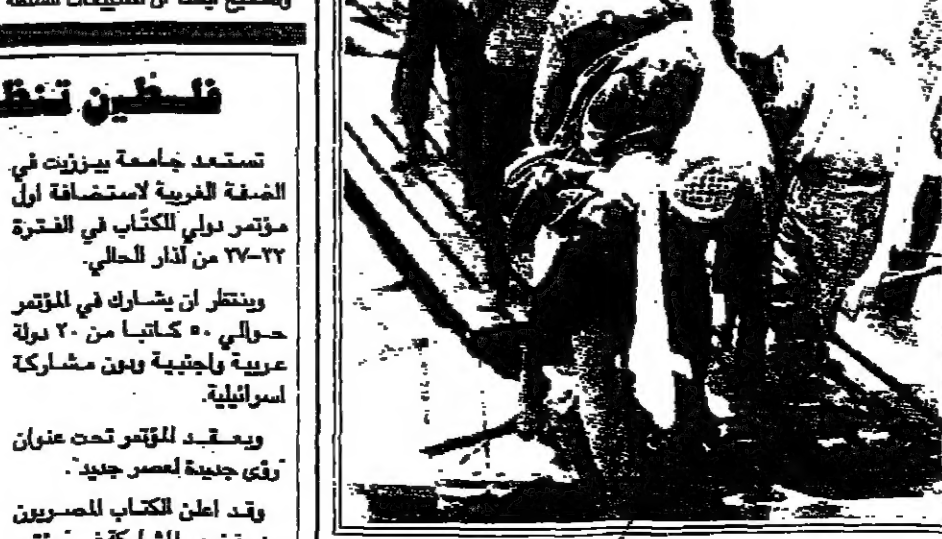 فلسطين تنظ
تستعد جامعة بيرزيت في
الضفة الغربية لاستضافة اول
مؤتمر دولي للكتّاب في الفترة
٢٢–٢٧ من آذار الحالي.
وينتظر ان يشارك في المؤتمر
حوالي ٥٠ كاتبا من ٢٠ دولة
عربية واجنبية ودون مشاركة
اسرائيلية.
ويعقد المؤتمر تحت عنوان
"رؤى جديدة لعصر جديد".
وقد اعلن الكتاب المصريون